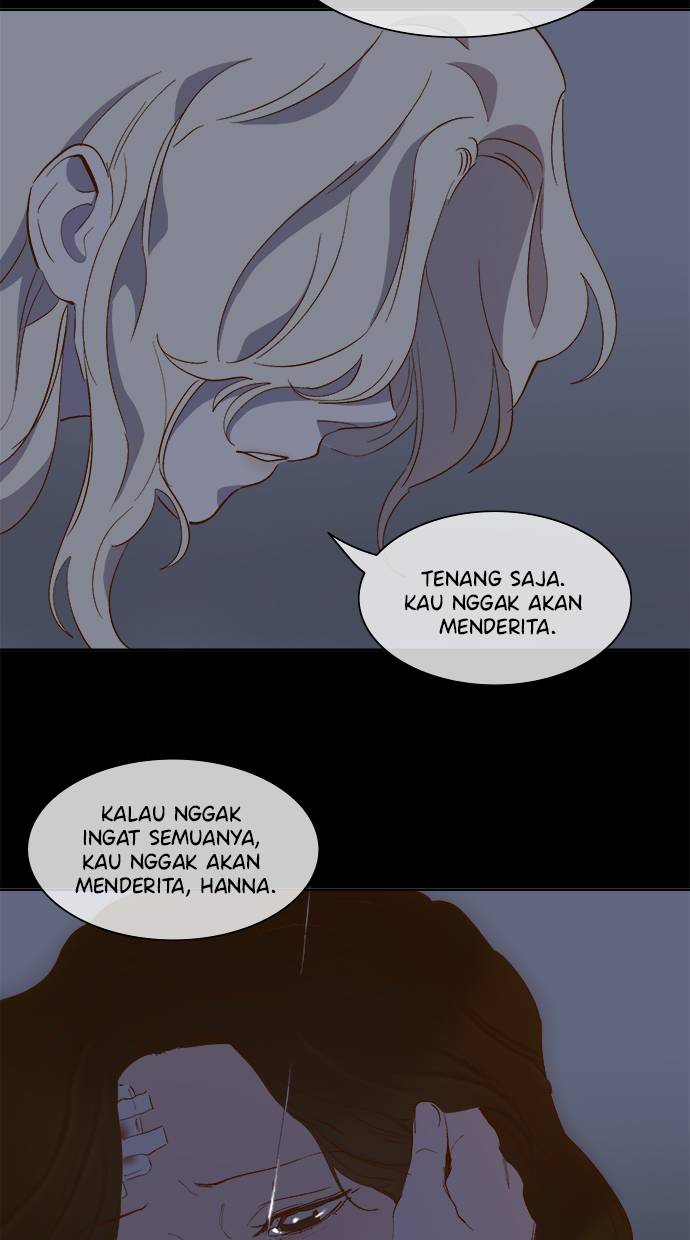 TENANG SAJA.
KAU NGGAK AKAN
MENDERITA.
KALAU NGGAK
INGAT SEMUANYA,
KAU NGGAK AKAN
MENDERITA, HANNA.